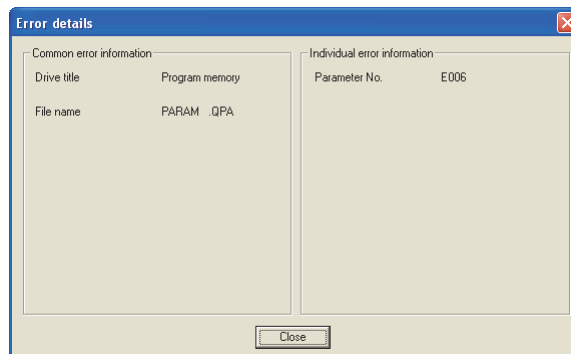 Error details
Common error information
Drive title Program memory
File name PARAM .QPA
Individual error information
Parameter No. E006
Close